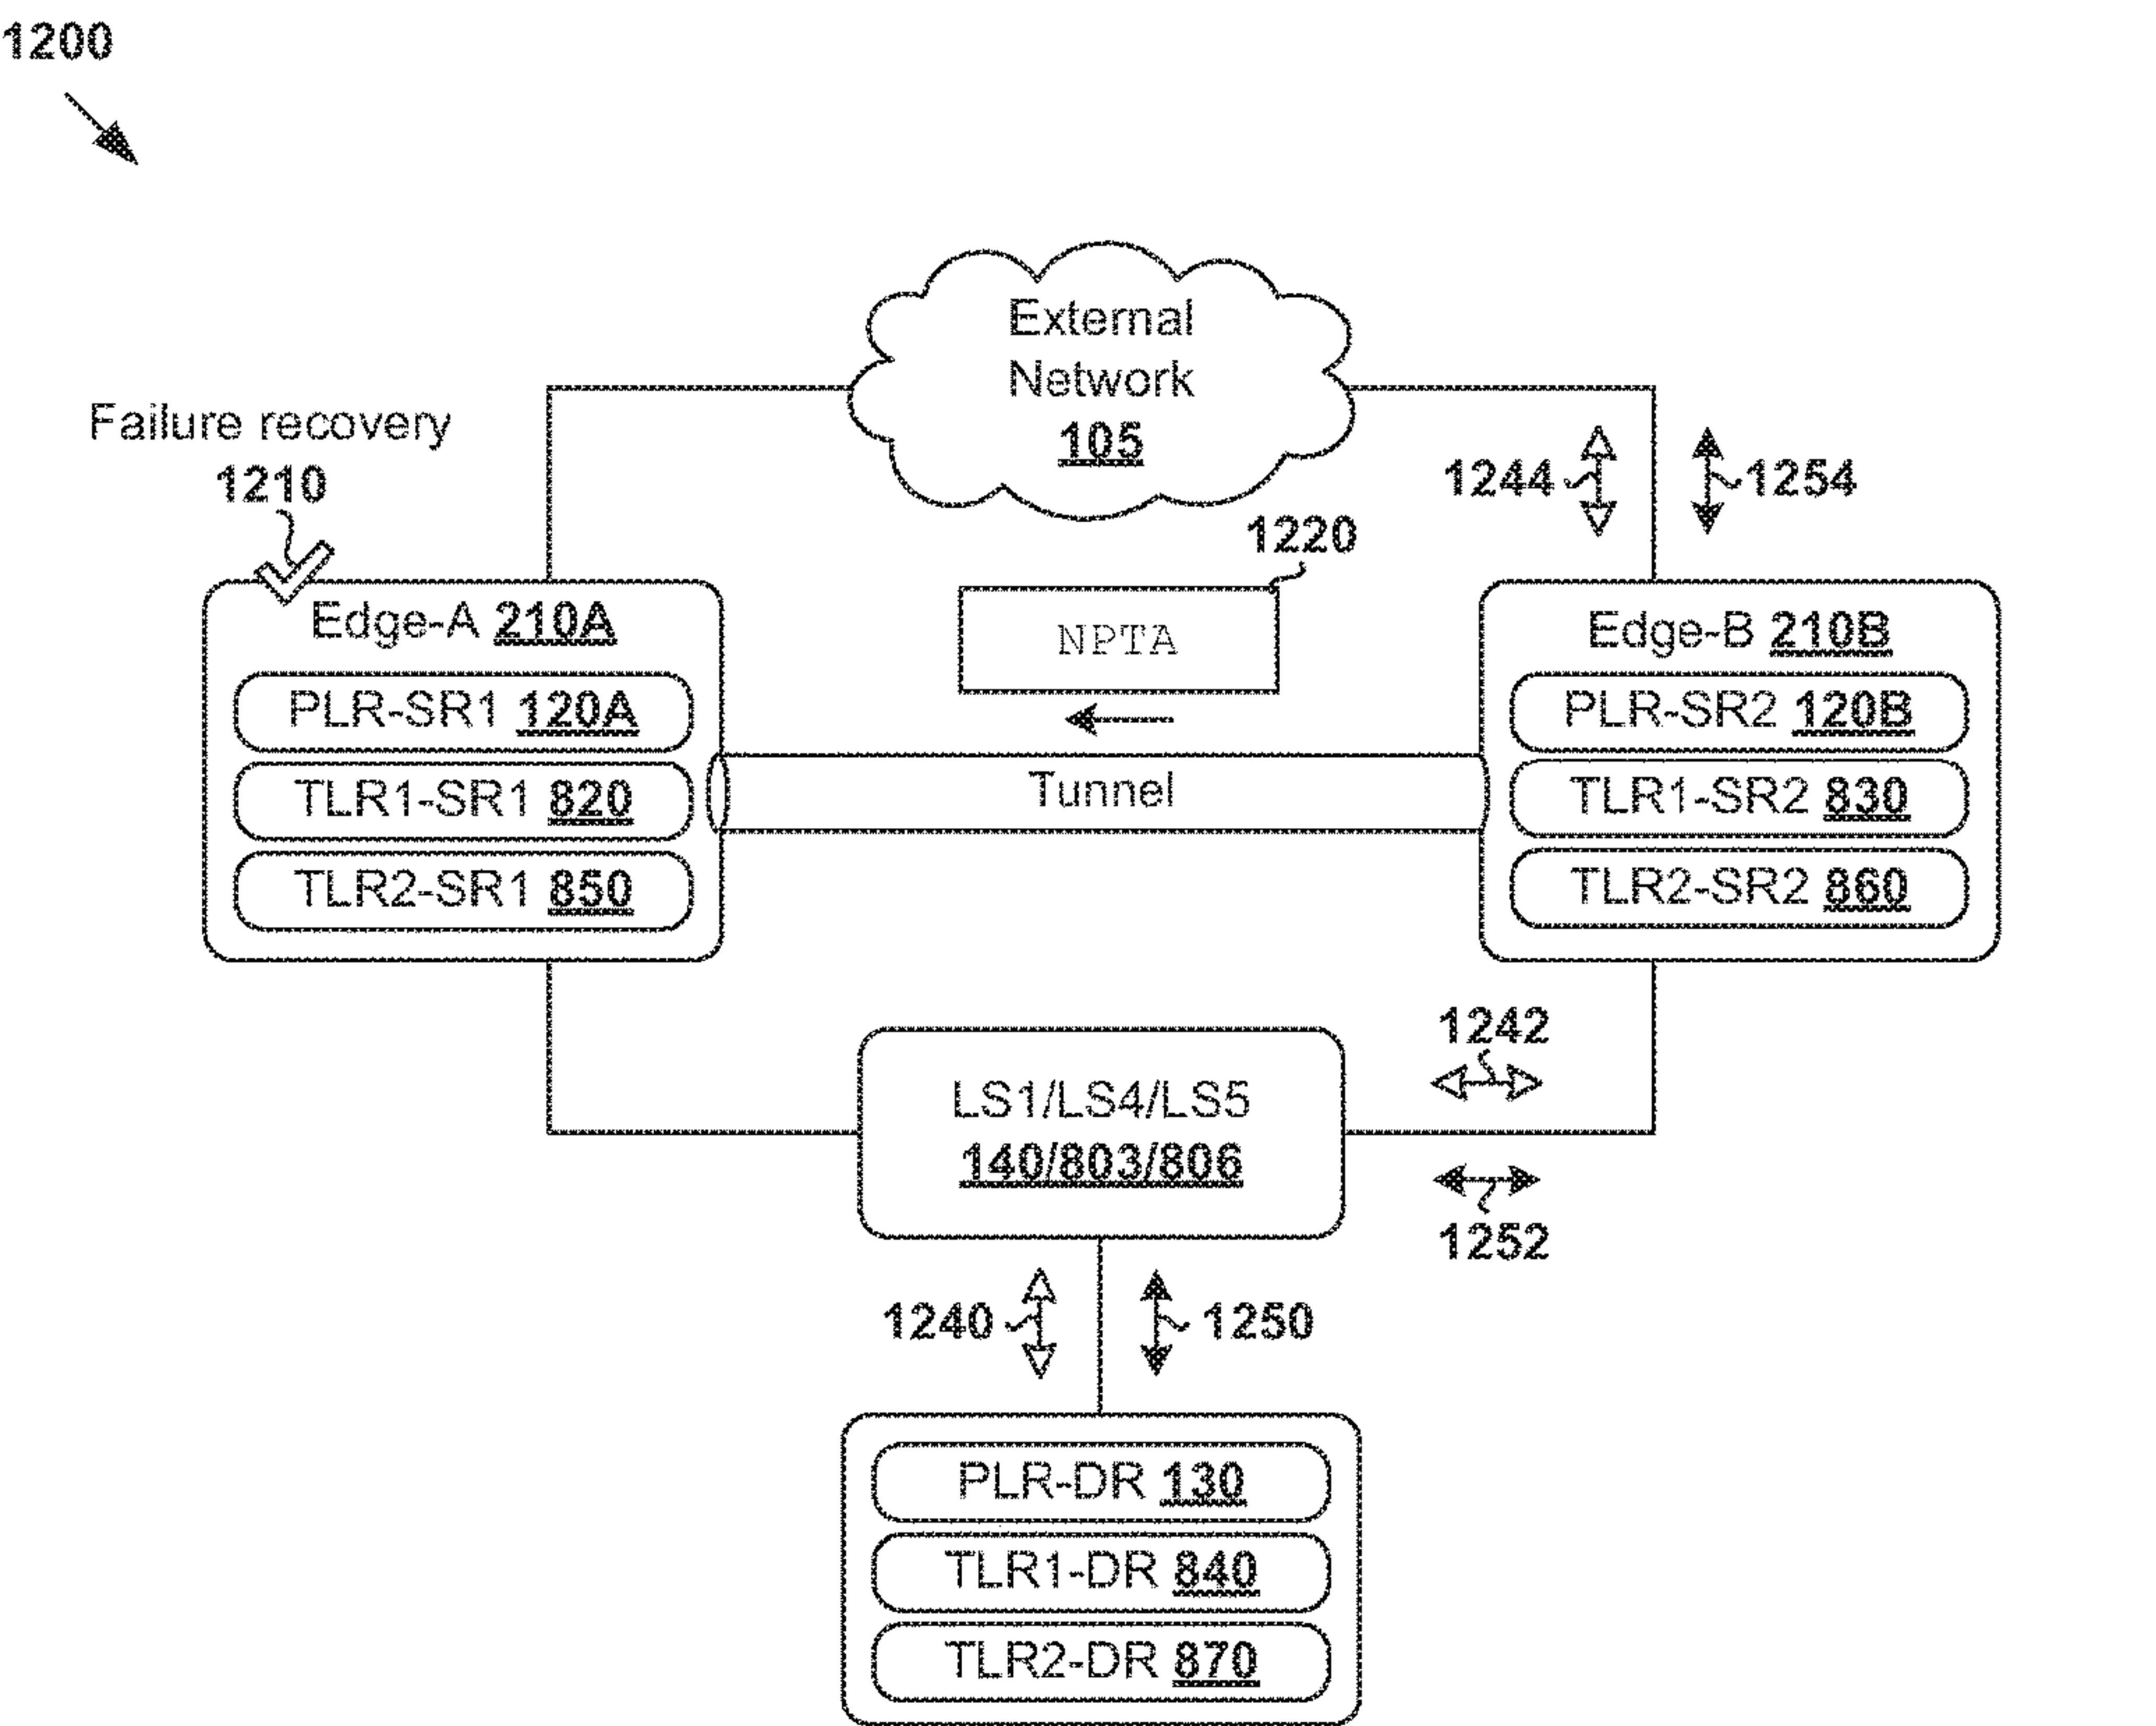 1200
External
Network
105
Failure recovery
1210
1244
1254
1220
NPTA
Edge-A 210A
PLR-SR1 120A
TLR1-SR1 820
TLR2-SR1 850
Tunnel
Edge-B 210B
PLR-SR2 120B
TLR1-SR2 830
TLR2-SR2 860
LS1/LS4/LS5
140/803/806
1242
1252
1240
1250
PLR-DR 130
TLR1-DR 840
TLR2-DR 870